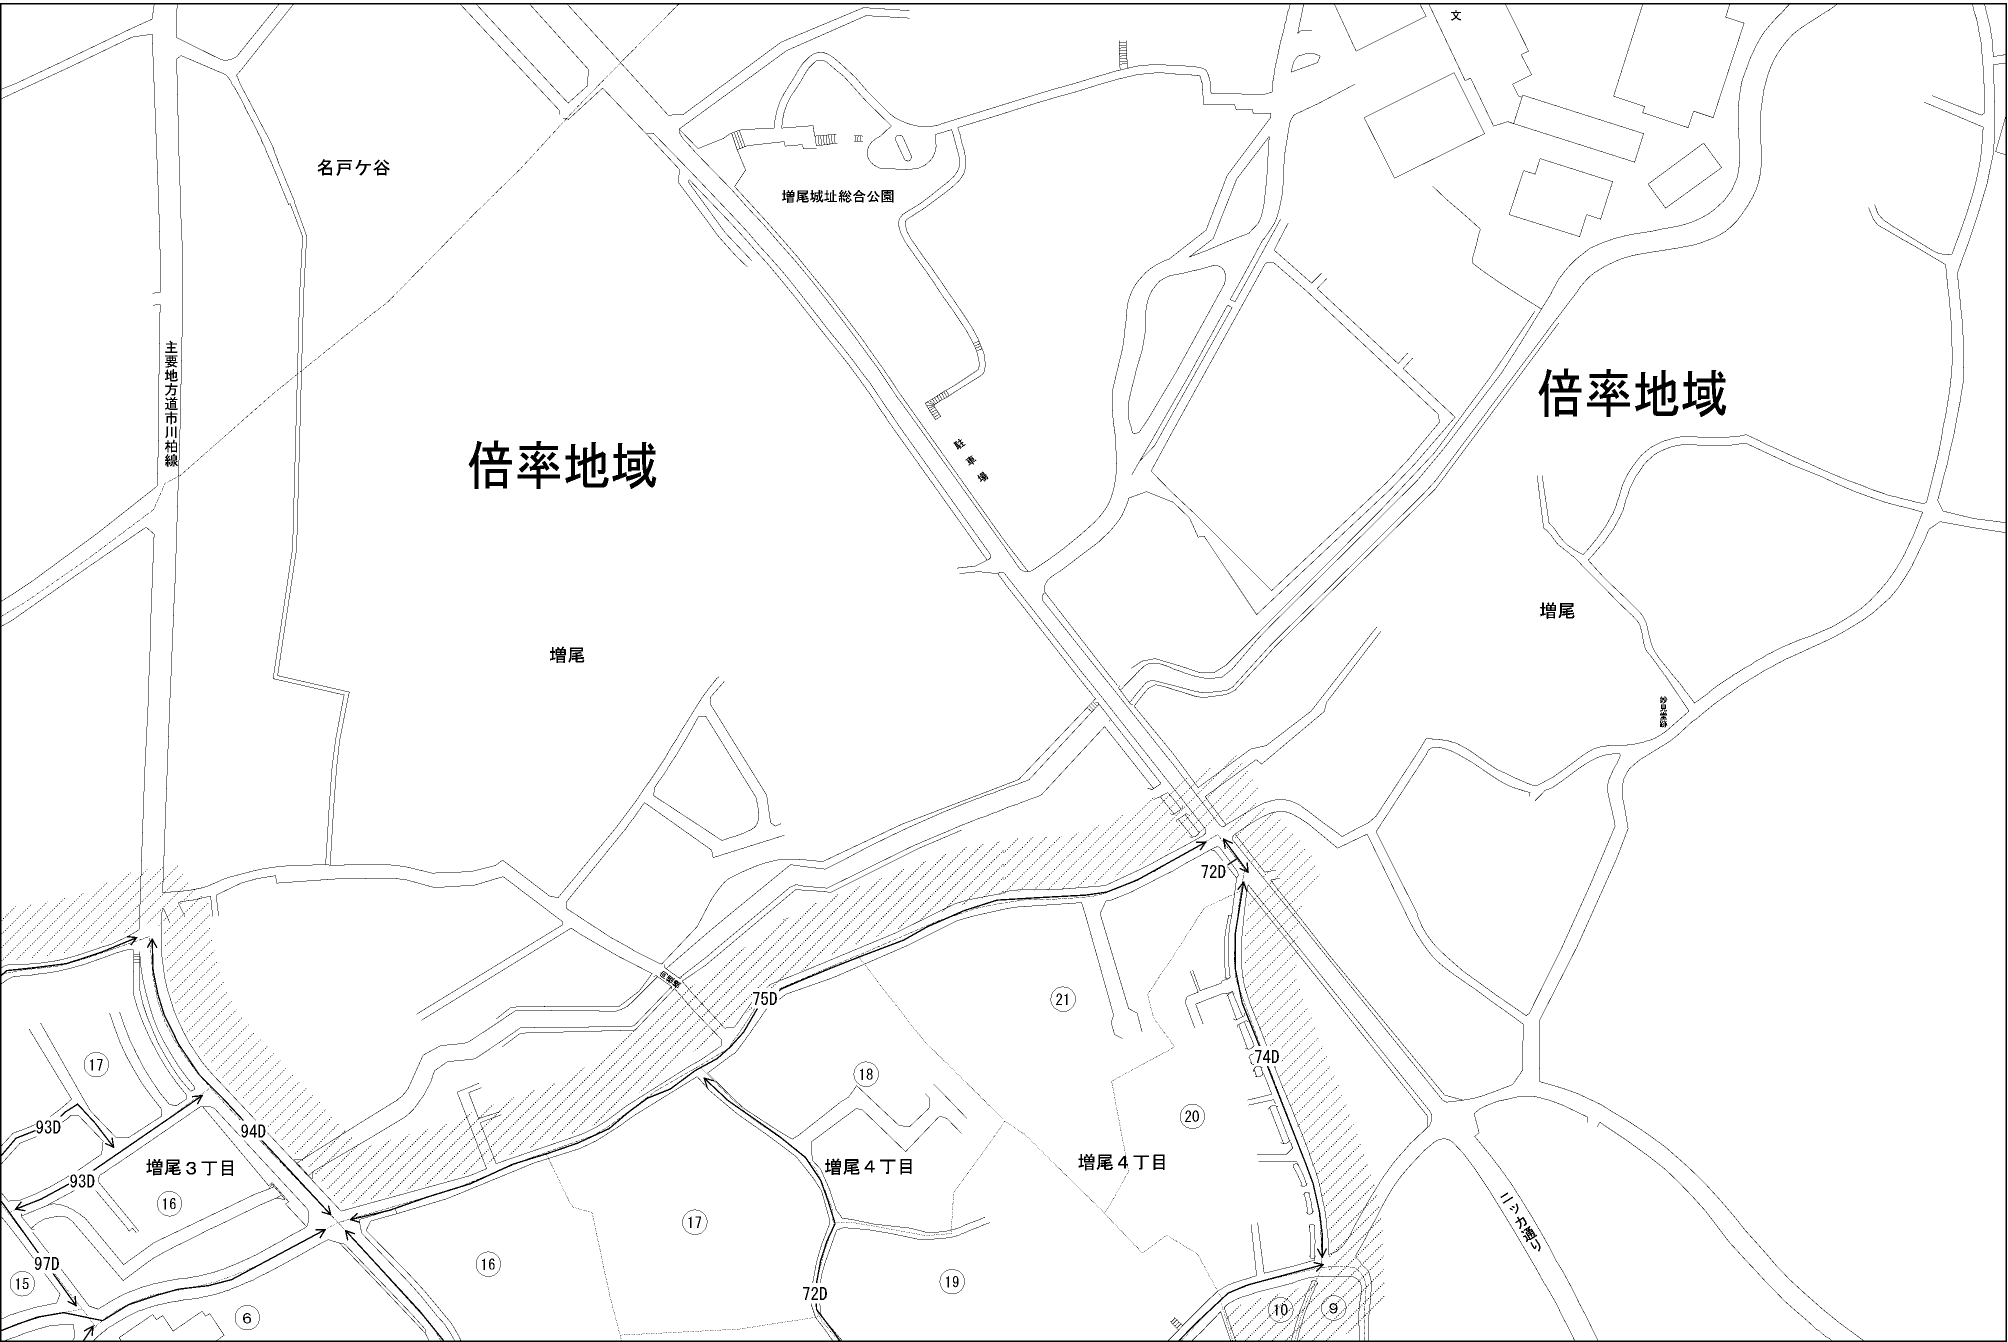 文
名戸ケ谷
増尾城址総合公園
主要地方道市川柏線
倍率地域
倍率地域
駐車場
増尾
増尾
72D
75D
21
74D
17
18
93D
94D
20
増尾3丁目
増尾4丁目
増尾4丁目
93D
16
17
ニッカ通り
97D
15
16
19
72D
6
10
9